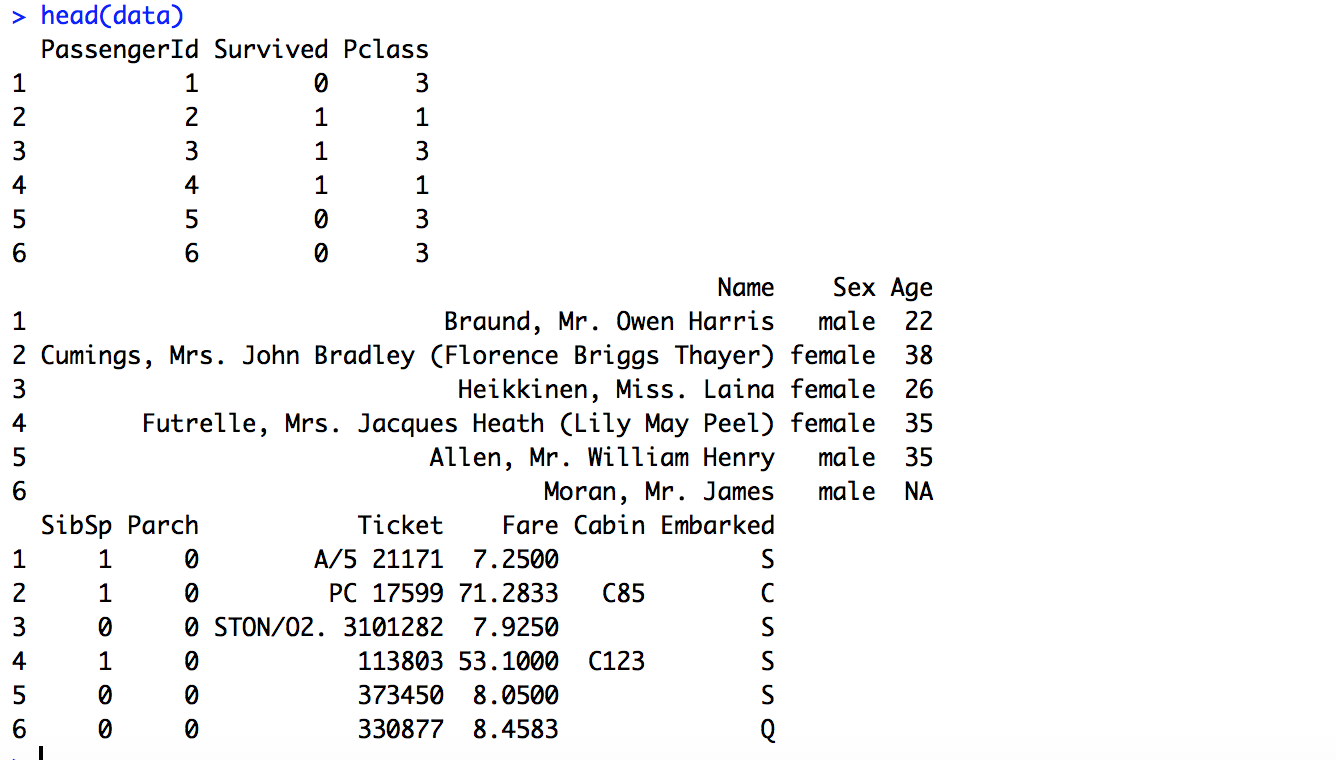 > head(data)
  PassengerId Survived Pclass
1           1        0      3
2           2        1      1
3           3        1      3
4           4        1      1
5           5        0      3
6           6        0      3
                                                 Name    Sex Age
1                             Braund, Mr. Owen Harris   male  22
2 Cumings, Mrs. John Bradley (Florence Briggs Thayer) female  38
3                              Heikkinen, Miss. Laina female  26
4        Futrelle, Mrs. Jacques Heath (Lily May Peel) female  35
5                            Allen, Mr. William Henry   male  35
6                                    Moran, Mr. James   male  NA
  SibSp Parch           Ticket    Fare Cabin Embarked
1     1     0        A/5 21171  7.2500              S
2     1     0         PC 17599 71.2833   C85        C
3     0     0 STON/O2. 3101282  7.9250              S
4     1     0           113803 53.1000  C123        S
5     0     0           373450  8.0500              S
6     0     0           330877  8.4583              Q